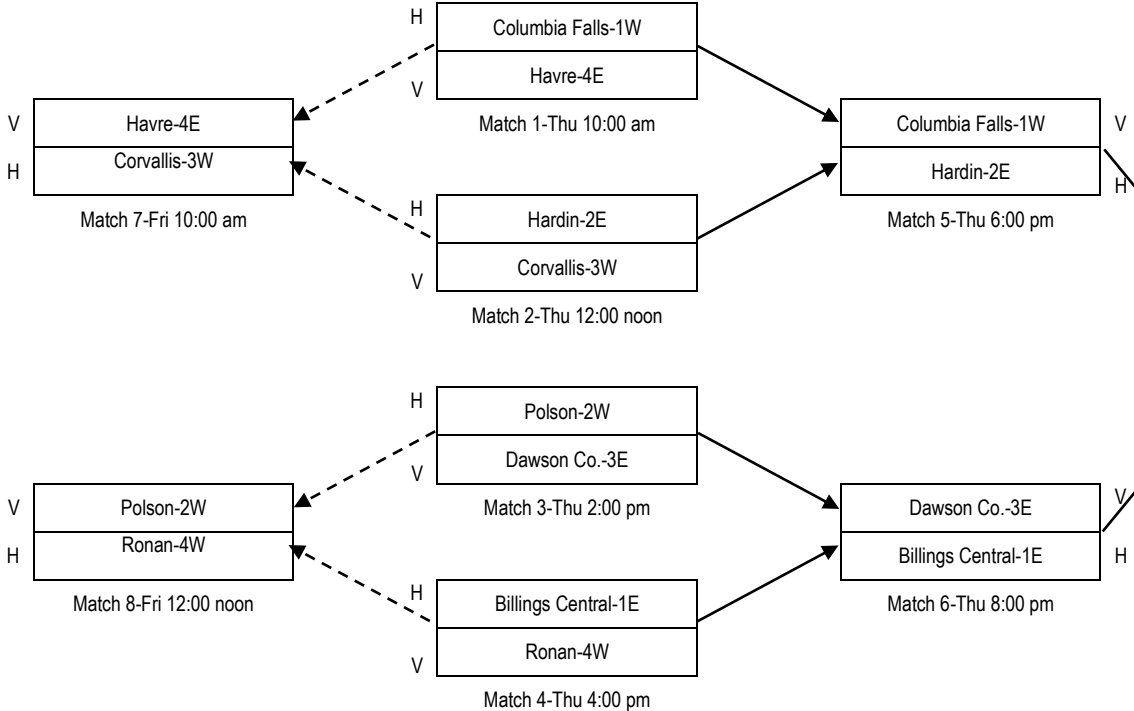 H
Columbia Falls-1W
V
Havre-4E
Match 1-Thu 10:00 am
V
Havre-4E
H
Corvallis-3W
Match 7-Fri 10:00 am
Columbia Falls-1W
V
Hardin-2E
H
Match 5-Thu 6:00 pm
H
Hardin-2E
V
Corvallis-3W
Match 2-Thu 12:00 noon
H
Polson-2W
V
Dawson Co.-3E
Match 3-Thu 2:00 pm
V
Polson-2W
H
Ronan-4W
Match 8-Fri 12:00 noon
Dawson Co.-3E
V
Billings Central-1E
H
Match 6-Thu 8:00 pm
H
Billings Central-1E
V
Ronan-4W
Match 4-Thu 4:00 pm